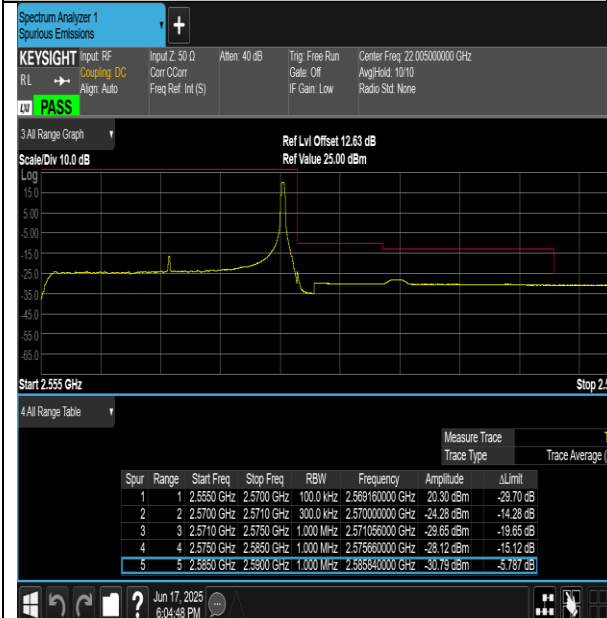 Spectrum Analyzer 1
Spurious Emissions
+
KEYSIGHT Input: RF Input Z: 50 Ω Atten: 40 dB Trig: Free Run Center Freq: 22.005000000 GHz
RL Coupling: DC Corr CCorr Gate: Off Avg|Hold: 10/10
Align: Auto Freq Ref: Int (S) IF Gain: Low Radio Std: None
PASS
3 All Range Graph
Ref Lvl Offset 12.63 dB
Scale/Div 10.0 dB Ref Value 25.00 dBm
Log
15.0
5.00
-5.00
-15.0
-25.0
-35.0
-45.0
-55.0
-65.0
Start 2.555 GHz Stop 2.5
4 All Range Table
Measure Trace
Trace Type Trace Average (
Spur Range Start Freq Stop Freq RBW Frequency Amplitude ΔLimit
1 1 2.5550 GHz 2.5700 GHz 100.0 kHz 2.569160000 GHz 20.30 dBm -29.70 dB
2 2 2.5700 GHz 2.5710 GHz 300.0 kHz 2.570000000 GHz -24.28 dBm -14.28 dB
3 3 2.5710 GHz 2.5750 GHz 1.000 MHz 2.571056000 GHz -29.65 dBm -19.65 dB
4 4 2.5750 GHz 2.5850 GHz 1.000 MHz 2.575660000 GHz -28.12 dBm -15.12 dB
5 5 2.5850 GHz 2.5900 GHz 1.000 MHz 2.585840000 GHz -30.79 dBm -5.787 dB
? Jun 17, 2025
6:04:48 PM